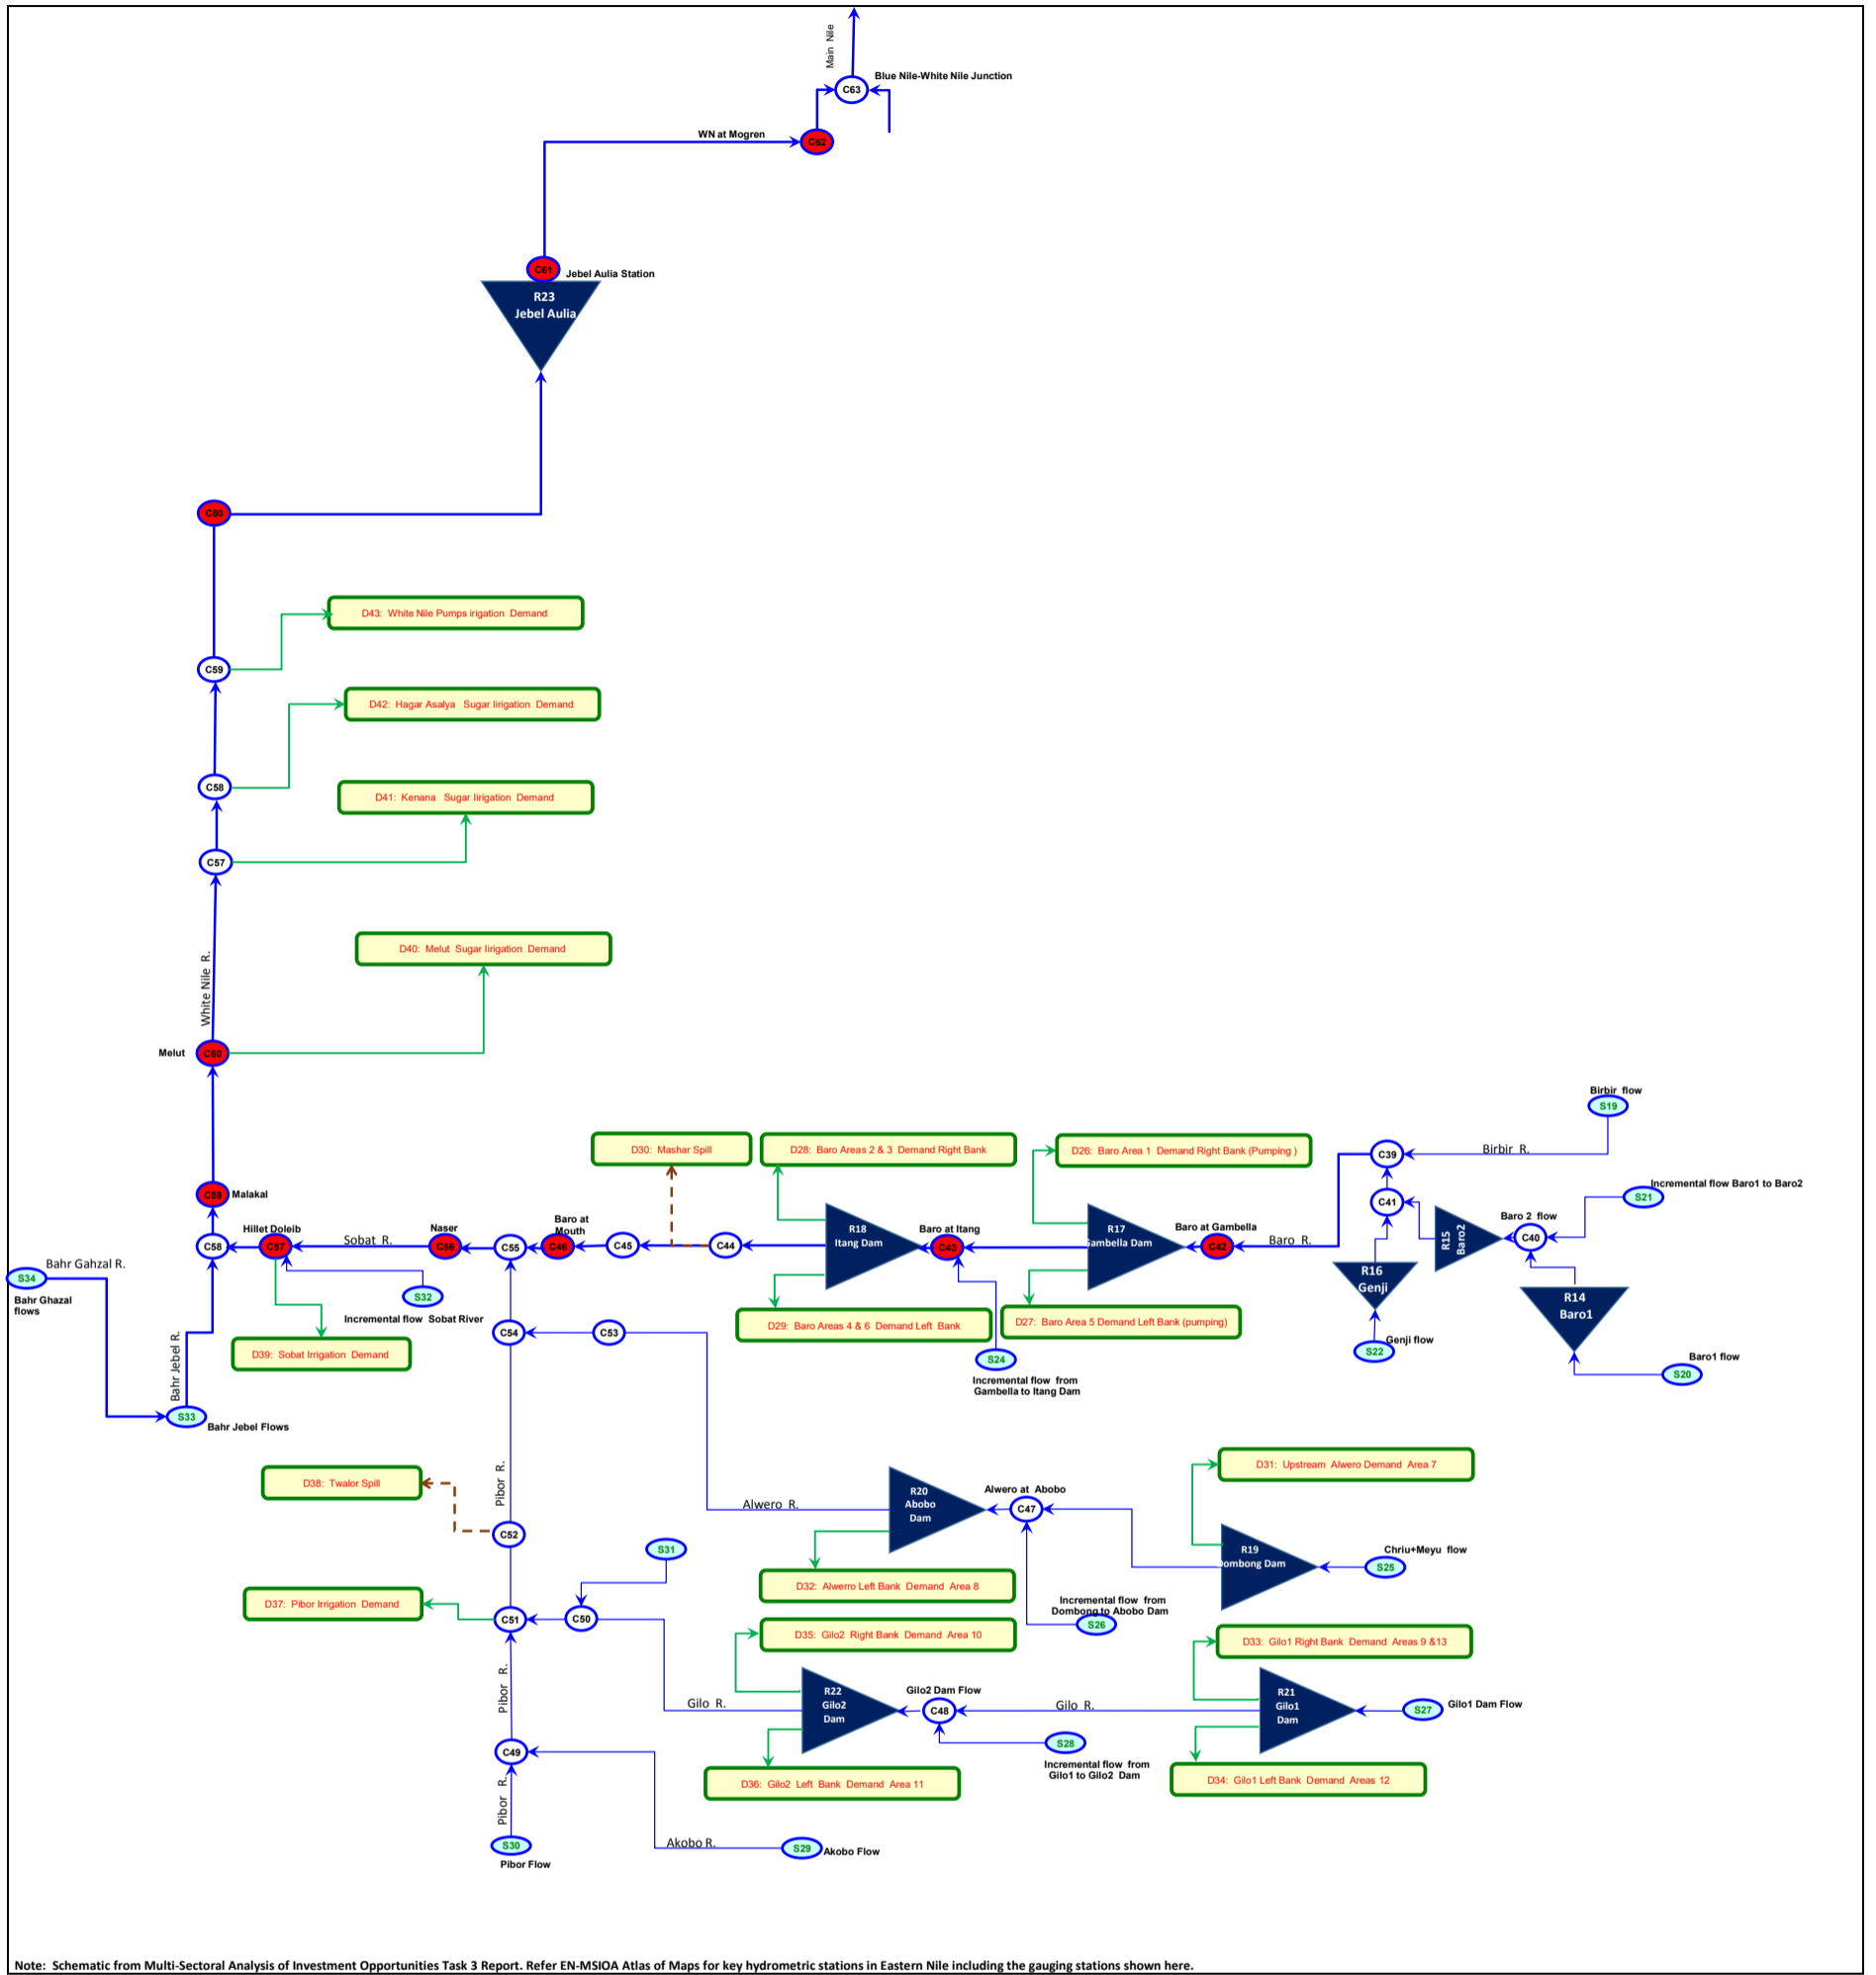 Main Nile
Blue Nile-White Nile Junction
C63
WN at Mogren
C62
C61
Jebel Aulia Station
R23
Jebel Aulia
C60
D43: White Nile Pumps irigation Demand
C59
D42: Hagar Asalya Sugar Iirigation Demand
C58
D41: Kenana Sugar Iirigation Demand
C57
White Nile R.
D40: Melut Sugar Iirigation Demand
Melut
C60
Birbir flow
S19
D30: Mashar Spill
D28: Baro Areas 2 & 3 Demand Right Bank
D26: Baro Area 1 Demand Right Bank (Pumping )
C39
Birbir R.
C59
Malakal
C41
Incremental flow Baro1 to Baro2
S21
Hillet Doleib
Naser
Baro at
Mouth
R18
Itang Dam
Baro at Itang
R17
Gambella Dam
Baro at Gambella
R15
Baro2
Baro 2 flow
C58
C57
Sobat R.
C56
C55
C46
C45
C44
C43
C42
Baro R.
C40
Bahr Gahzal R.
S34
Bahr Ghazal
flows
S32
Incremental flow Sobat River
R16
Genji
R14
Baro1
D29: Baro Areas 4 & 6 Demand Left Bank
D27: Baro Area 5 Demand Left Bank (pumping)
C54
C53
D39: Sobat Irrigation Demand
Bahr Jebel R.
S24
Incremental flow from
Gambella to Itang Dam
S22
Genji flow
Baro1 flow
S20
S33
Bahr Jebel Flows
D38: Twalor Spill
Pibor R.
D31: Upstream Alwero Demand Area 7
R20
Abobo
Dam
Alwero R.
Alwero at Abobo
C47
C52
S31
R19
Dombong Dam
Chriu+Meyu flow
S25
D32: Alwerro Left Bank Demand Area 8
D37: Pibor Irrigation Demand
C51
C50
Incremental flow from
Dombong to Abobo Dam
S26
D35: Gilo2 Right Bank Demand Area 10
D33: Gilo1 Right Bank Demand Areas 9 &13
Pibor R.
Gilo R.
R22
Gilo2
Dam
Gilo2 Dam Flow
C48
Gilo R.
R21
Gilo1
Dam
S27
Gilo1 Dam Flow
C49
S28
Incremental flow from
Gilo1 to Gilo2 Dam
D36: Gilo2 Left Bank Demand Area 11
D34: Gilo1 Left Bank Demand Areas 12
Pibor R.
S30
Pibor Flow
Akobo R.
S29
Akobo Flow
Note: Schematic from Multi-Sectoral Analysis of Investment Opportunities Task 3 Report. Refer EN-MSIOA Atlas of Maps for key hydrometric stations in Eastern Nile including the gauging stations shown here.